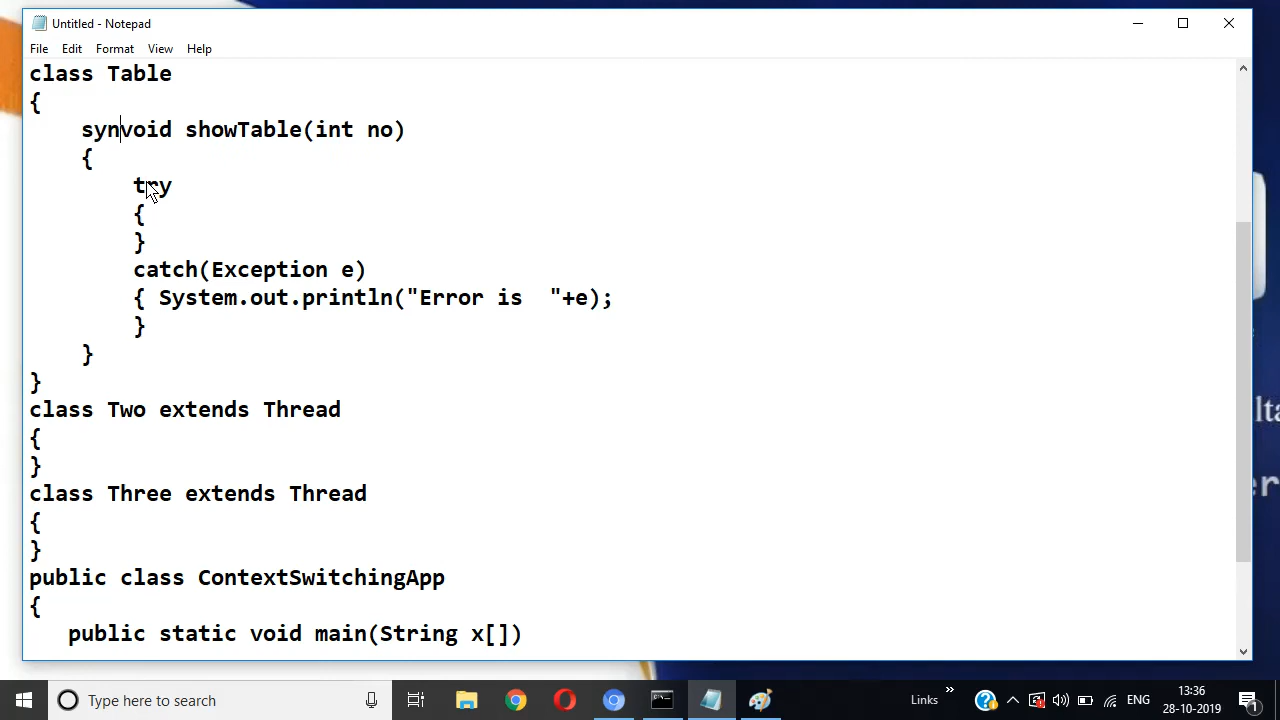 Untitled - Notepad
File Edit Format View Help
class Table
{
synvoid showTable(int no)
{
try
{
}
catch(Exception e)
{ System.out.println("Error is  "+e);
}
}
}
class Two extends Thread
{
}
class Three extends Thread
{
}
public class ContextSwitchingApp
{
public static void main(String x[])
Type here to search
Links
»
ENG
13:36
28-10-2019
1